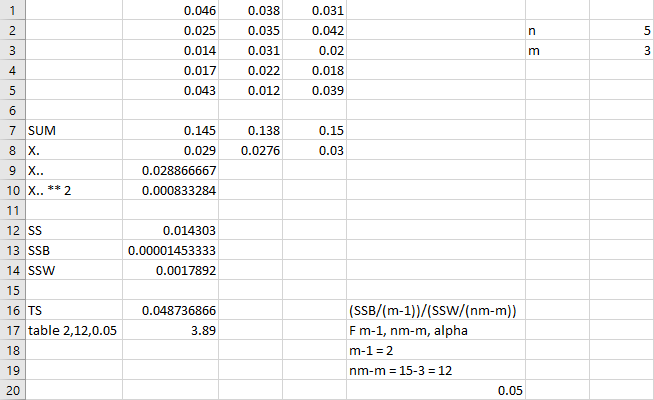 1 0.046 0.038 0.031
2 0.025 0.035 0.042 n 5
3 0.014 0.031 0.02 m 3
4 0.017 0.022 0.018
5 0.043 0.012 0.039
6
7 SUM 0.145 0.138 0.15
8 X. 0.029 0.0276 0.03
9 X.. 0.028866667
10 X.. ** 2 0.000833284
11
12 SS 0.014303
13 SSB 0.00001453333
14 SSW 0.0017892
15
16 TS 0.048736866 (SSB/(m-1))/(SSW/(nm-m))
17 table 2,12,0.05 3.89 F m-1, nm-m, alpha
18 m-1 = 2
19 nm-m = 15-3 = 12
20 0.05